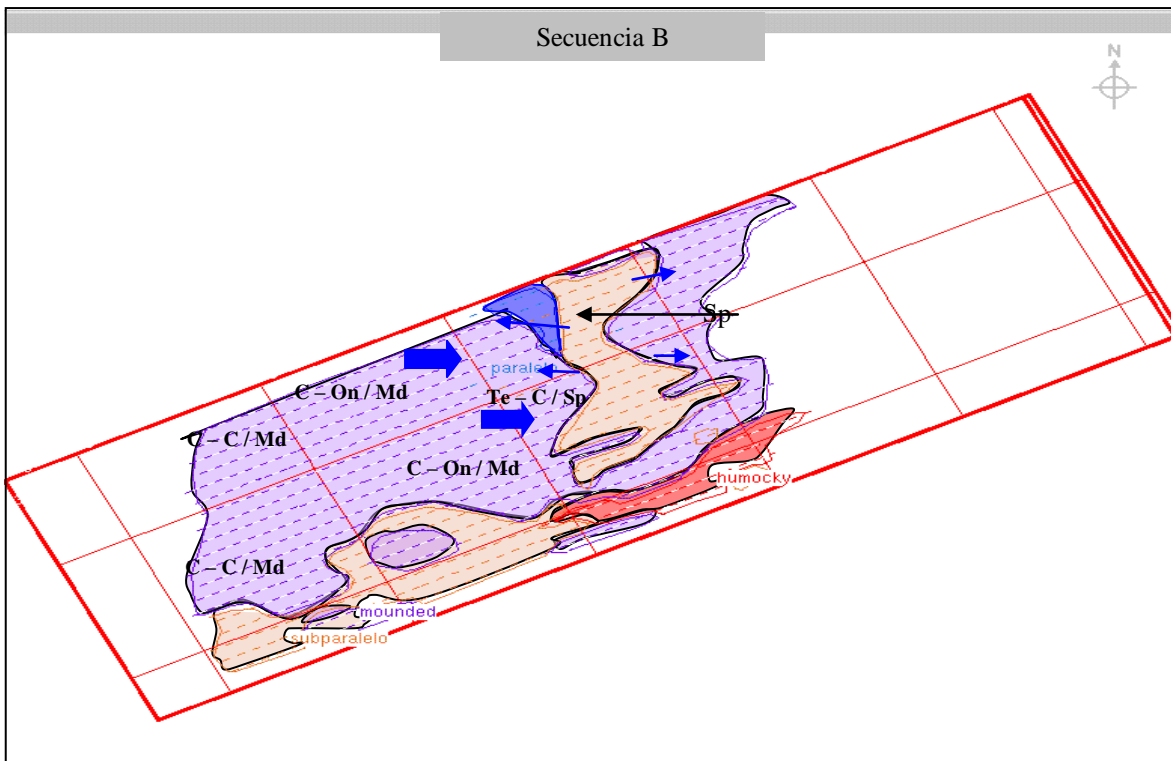 Secuencia B
N
Sp
paralelo
C – On / Md
Te – C / Sp
C – C / Md
C – On / Md
humocky
C – C / Md
mounded
subparalelo